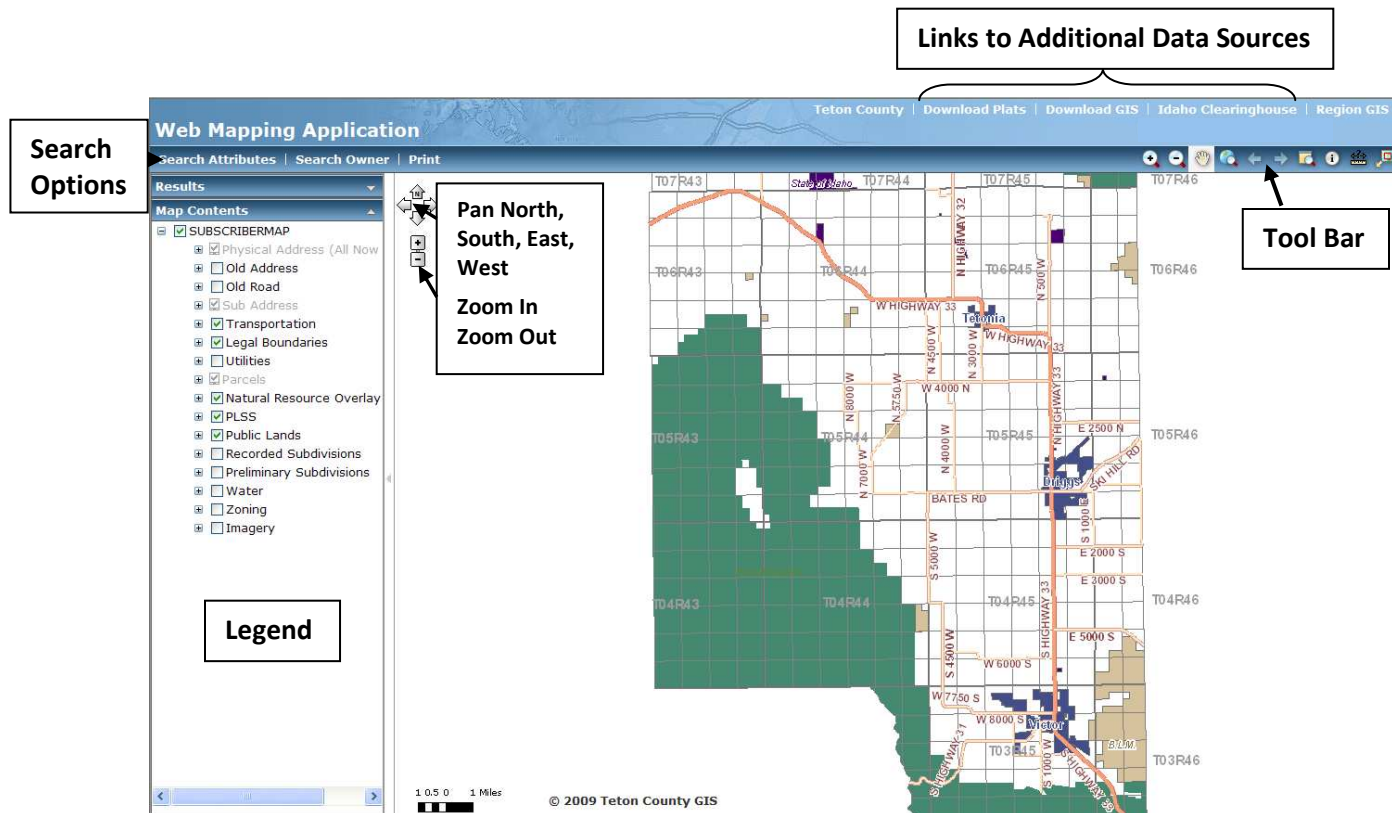 Links to Additional Data Sources
Teton County | Download Plats | Download GIS | Idaho Clearinghouse | Region GIS
Web Mapping Application
Search Options
Search Attributes | Search Owner | Print
Results
Map Contents
SUBSCRIBERMAP
Physical Address (All Now
Old Address
Old Road
Sub Address
Transportation
Legal Boundaries
Utilities
Parcels
Natural Resource Overlay
PLSS
Public Lands
Recorded Subdivisions
Preliminary Subdivisions
Water
Zoning
Imagery
Legend
N
Pan North,
South, East,
West
Zoom In
Zoom Out
Tool Bar
T07R43
State of Idaho
T07R44
T07R45
T07R46
N HIGHWAY 32
N 500 W
T06R43
T06R44
T06R45
T06R46
W HIGHWAY 33
Tetonia
W HIGHWAY 33
N 4500 W
N 3000 W
N HIGHWAY 33
N 8000 W
N 5750 W
W 4000 N
E 2500 N
T05R43
T05R44
T05R45
T05R46
N 7000 W
N 4000 W
SKI HILL RD
Driggs
BATES RD
S 1000 E
S 5000 W
E 2000 S
E 3000 S
T04R43
T04R44
T04R45
T04R46
S HIGHWAY 33
S 4500 W
E 5000 S
W 6000 S
W 7750 S
W 8000 S
Victor
S HIGHWAY 31
T03R45
S 1000 W
S HIGHWAY 33
B.L.M.
T03R46
1 0.5 0 1 Miles
© 2009 Teton County GIS